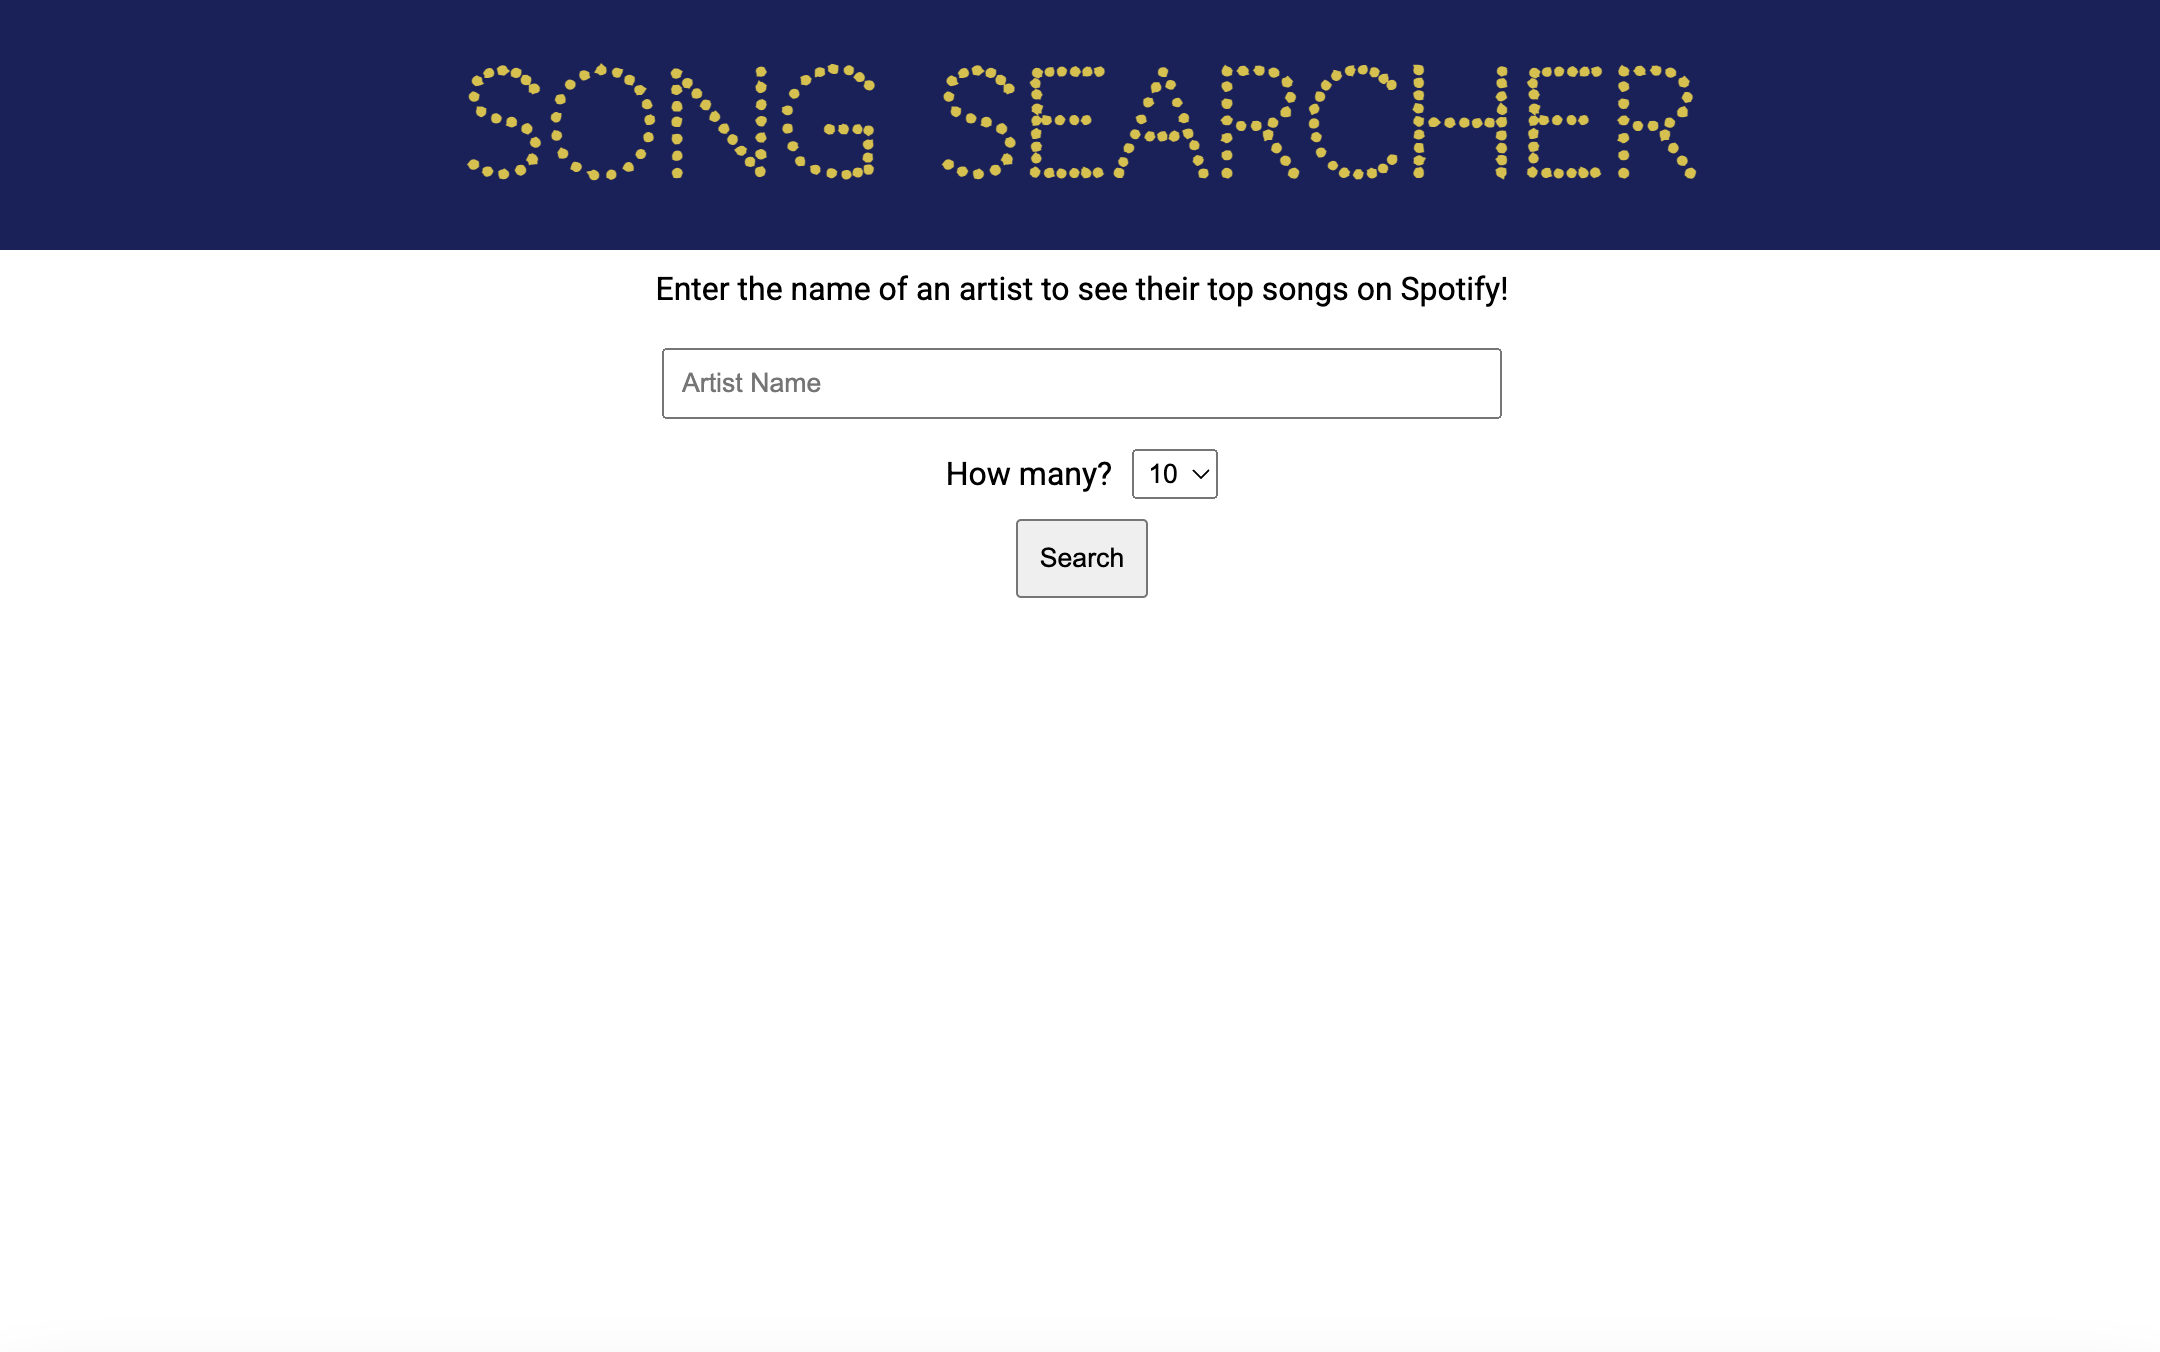 SONG SEARCHER
Enter the name of an artist to see their top songs on Spotify!
Artist Name
How many? 10
Search